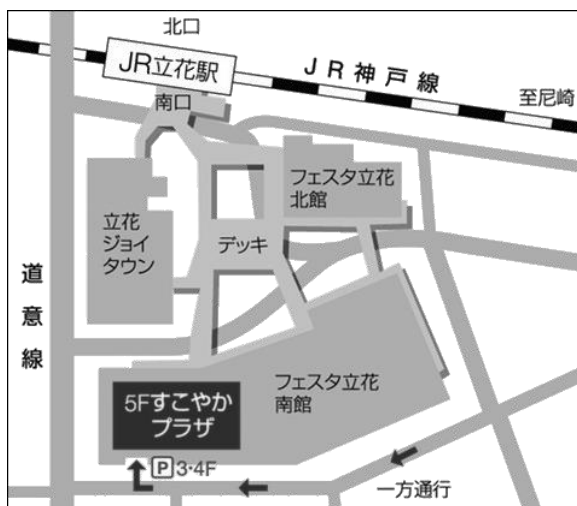 北口
JR立花駅
JR神戸線
南口
至尼崎
フェスタ立花
北館
立花
ジョイ
タウン
デッキ
道意線
フェスタ立花
南館
5Fすこやか
プラザ
P3・4F
一方通行